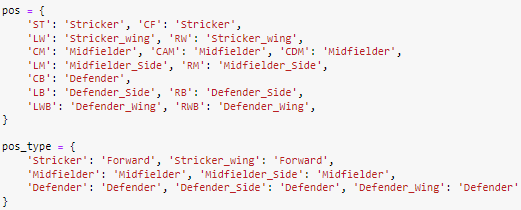 pos = {
    'ST': 'Stricker', 'CF': 'Stricker',
    'LW': 'Stricker_wing', 'RW': 'Stricker_wing',
    'CM': 'Midfielder', 'CAM': 'Midfielder', 'CDM': 'Midfielder',
    'LM': 'Midfielder_Side', 'RM': 'Midfielder_Side',
    'CB': 'Defender',
    'LB': 'Defender_Side', 'RB': 'Defender_Side',
    'LWB': 'Defender_Wing', 'RWB': 'Defender_Wing',
}
pos_type = {
    'Stricker': 'Forward', 'Stricker_wing': 'Forward',
    'Midfielder': 'Midfielder', 'Midfielder_Side': 'Midfielder',
    'Defender': 'Defender', 'Defender_Side': 'Defender', 'Defender_Wing': 'Defender'
}